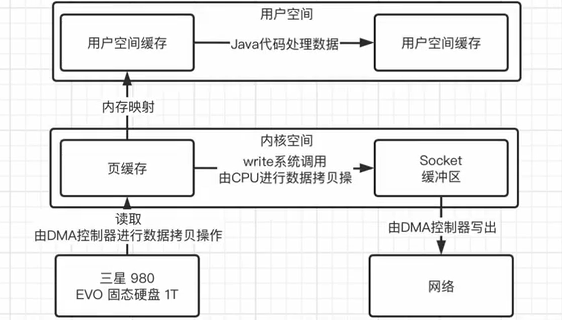 用户空间
用户空间缓存
Java代码处理数据
用户空间缓存
内存映射
内核空间
页缓存
write系统调用
由CPU进行数据拷贝操
Socket
缓冲区
读取
由DMA控制器进行数据拷贝操作
由DMA控制器写出
三星 980
EVO 固态硬盘 1T
网络